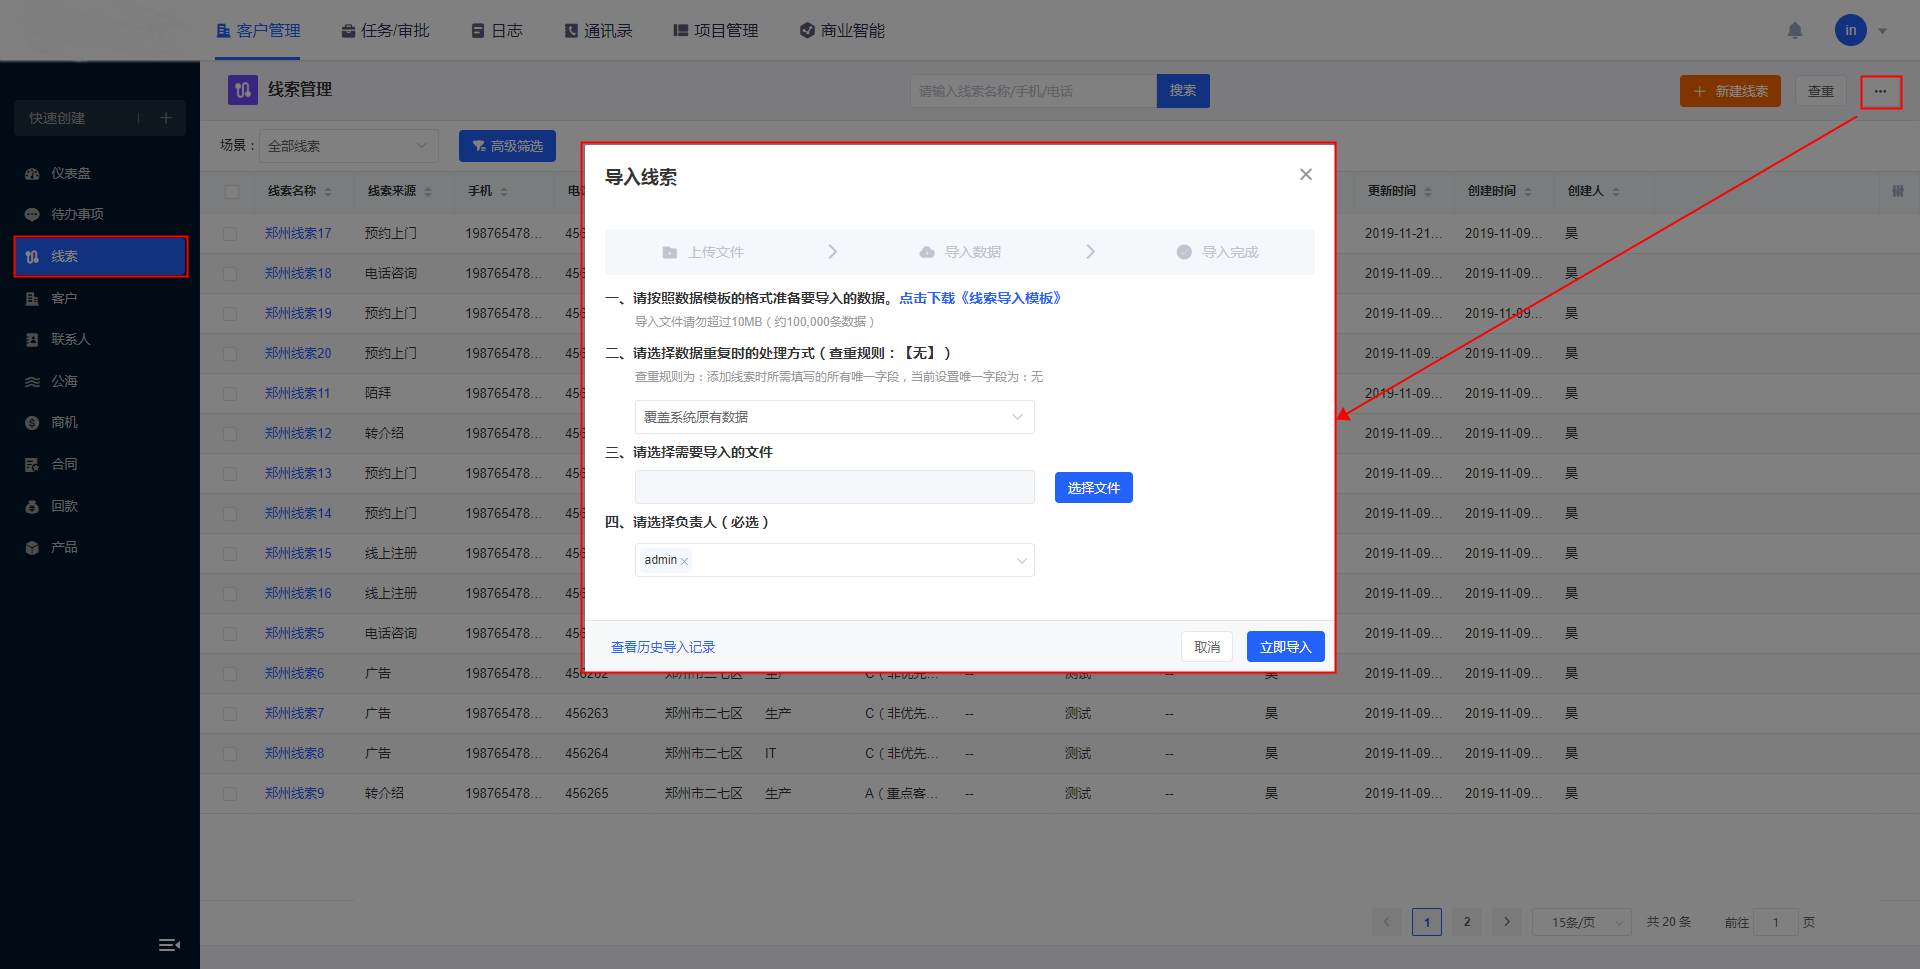 客户管理 任务/审批 日志 通讯录 项目管理 商业智能 in
线索管理 请输入线索名称/手机/电话 搜索 + 新建线索 查重 ···
快速创建 +
场景： 全部线索 高级筛选
仪表盘
待办事项
线索
客户
联系人
公海
商机
合同
回款
产品
线索名称 线索来源 手机 更新时间 创建时间 创建人
郑州线索17 预约上门 198765478... 2019-11-21... 2019-11-09... 昊
郑州线索18 电话咨询 198765478... 2019-11-09... 2019-11-09... 昊
郑州线索19 预约上门 198765478... 2019-11-09... 2019-11-09... 昊
郑州线索20 预约上门 198765478... 2019-11-09... 2019-11-09... 昊
郑州线索11 陌拜 198765478... 2019-11-09... 2019-11-09... 昊
郑州线索12 转介绍 198765478... 2019-11-09... 2019-11-09... 昊
郑州线索13 预约上门 198765478... 2019-11-09... 2019-11-09... 昊
郑州线索14 预约上门 198765478... 2019-11-09... 2019-11-09... 昊
郑州线索15 线上注册 198765478... 2019-11-09... 2019-11-09... 昊
郑州线索16 线上注册 198765478... 2019-11-09... 2019-11-09... 昊
郑州线索5 电话咨询 198765478... 2019-11-09... 2019-11-09... 昊
郑州线索6 广告 198765478... 456262 郑州市二七区 生产 C（非优先... -- 测试 -- 昊 2019-11-09... 2019-11-09... 昊
郑州线索7 广告 198765478... 456263 郑州市二七区 生产 C（非优先... -- 测试 -- 昊 2019-11-09... 2019-11-09... 昊
郑州线索8 广告 198765478... 456264 郑州市二七区 IT C（非优先... -- 测试 -- 昊 2019-11-09... 2019-11-09... 昊
郑州线索9 转介绍 198765478... 456265 郑州市二七区 生产 A（重点客... -- 测试 -- 昊 2019-11-09... 2019-11-09... 昊
导入线索
上传文件 导入数据 导入完成
一、请按照数据模板的格式准备要导入的数据。点击下载《线索导入模板》
导入文件请勿超过10MB（约100,000条数据）
二、请选择数据重复时的处理方式（查重规则：【无】）
查重规则为：添加线索时所需填写的所有唯一字段，当前设置唯一字段为：无
覆盖系统原有数据
三、请选择需要导入的文件
选择文件
四、请选择负责人（必选）
admin
查看历史导入记录 取消 立即导入
1 2 15条/页 共 20 条 前往 1 页